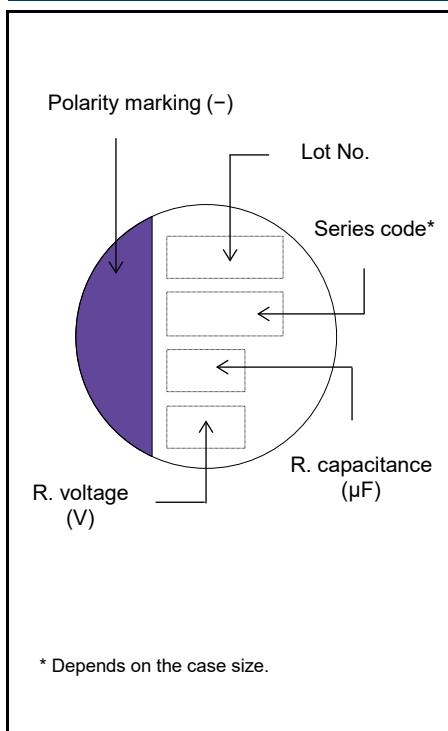 Polarity marking (−)
Lot No.
Series code*
R. capacitance
(µF)
R. voltage
(V)
* Depends on the case size.